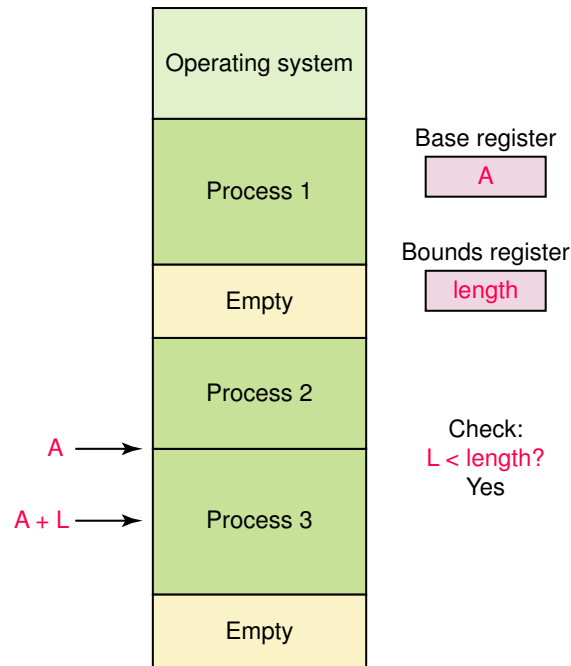 Operating system
Process 1
Empty
Process 2
Process 3
Empty
A
A + L
Base register
A
Bounds register
length
Check:
L < length?
Yes